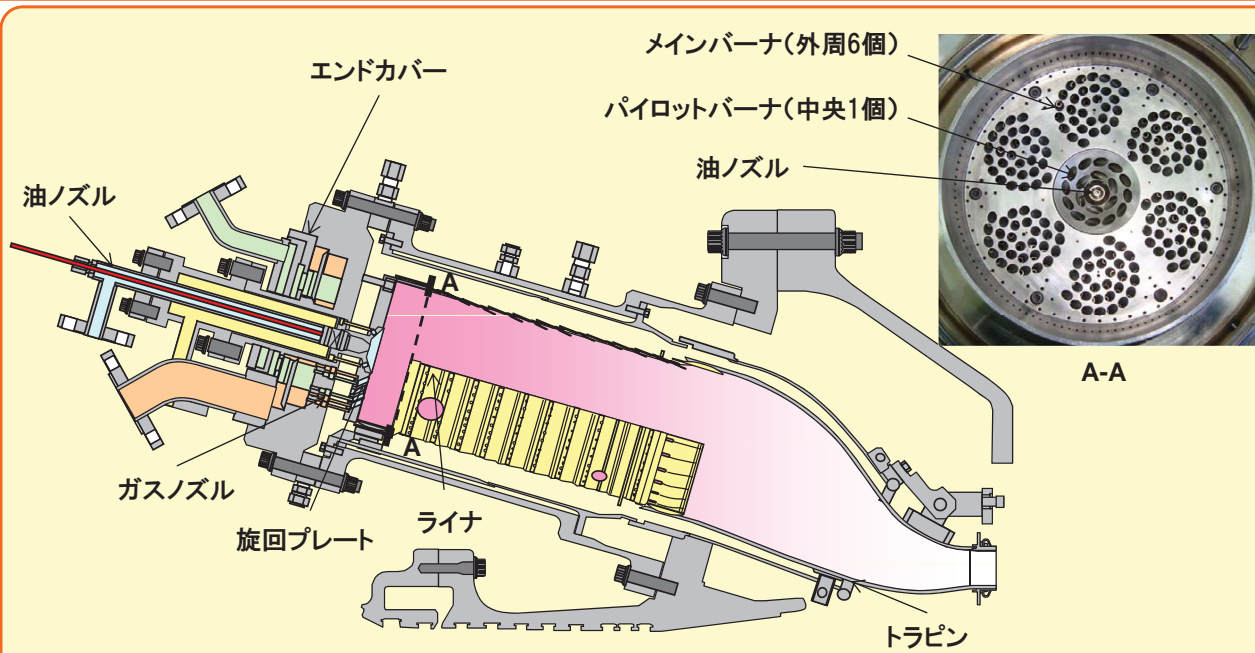 メインバーナ(外周6個)
エンドカバー
パイロットバーナ(中央1個)
油ノズル
油ノズル
A
A-A
A
ガスノズル
ライナ
旋回プレート
トラピン